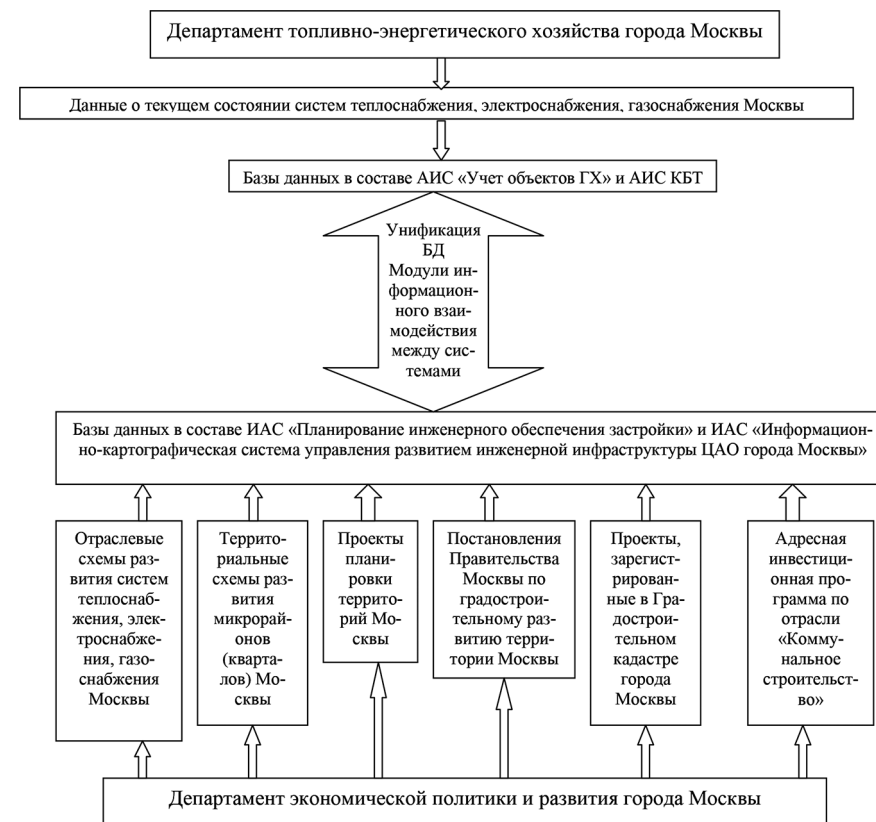 Департамент топливно-энергетического хозяйства города Москвы
Данные о текущем состоянии систем теплоснабжения, электроснабжения, газоснабжения Москвы
Базы данных в составе АИС «Учет объектов ГХ» и АИС КБТ
Унификация
БД
Модули ин-
формацион-
ного взаи-
модействия
между сис-
темами
Базы данных в составе ИАС «Планирование инженерного обеспечения застройки» и ИАС «Информацион-
но-картографическая система управления развитием инженерной инфраструктуры ЦАО города Москвы»
Отраслевые
схемы раз-
вития систем
теплоснаб-
жения, элек-
троснабже-
ния, газо-
снабжения
Москвы
Террито-
риальные
схемы раз-
вития
микрорай-
онов
(кварта-
лов) Мо-
сквы
Проекты
плани-
ровки
террито-
рий Мо-
сквы
Постановления
Правительства
Москвы по
градострои-
тельному раз-
витию терри-
тории Москвы
Проекты,
зарегист-
рирован-
ные в Гра-
дострои-
тельном
кадастре
города
Москвы
Адресная
инвестици-
онная про-
грамма по
отрасли
«Комму-
нальное
строительст-
во»
Департамент экономической политики и развития города Москвы